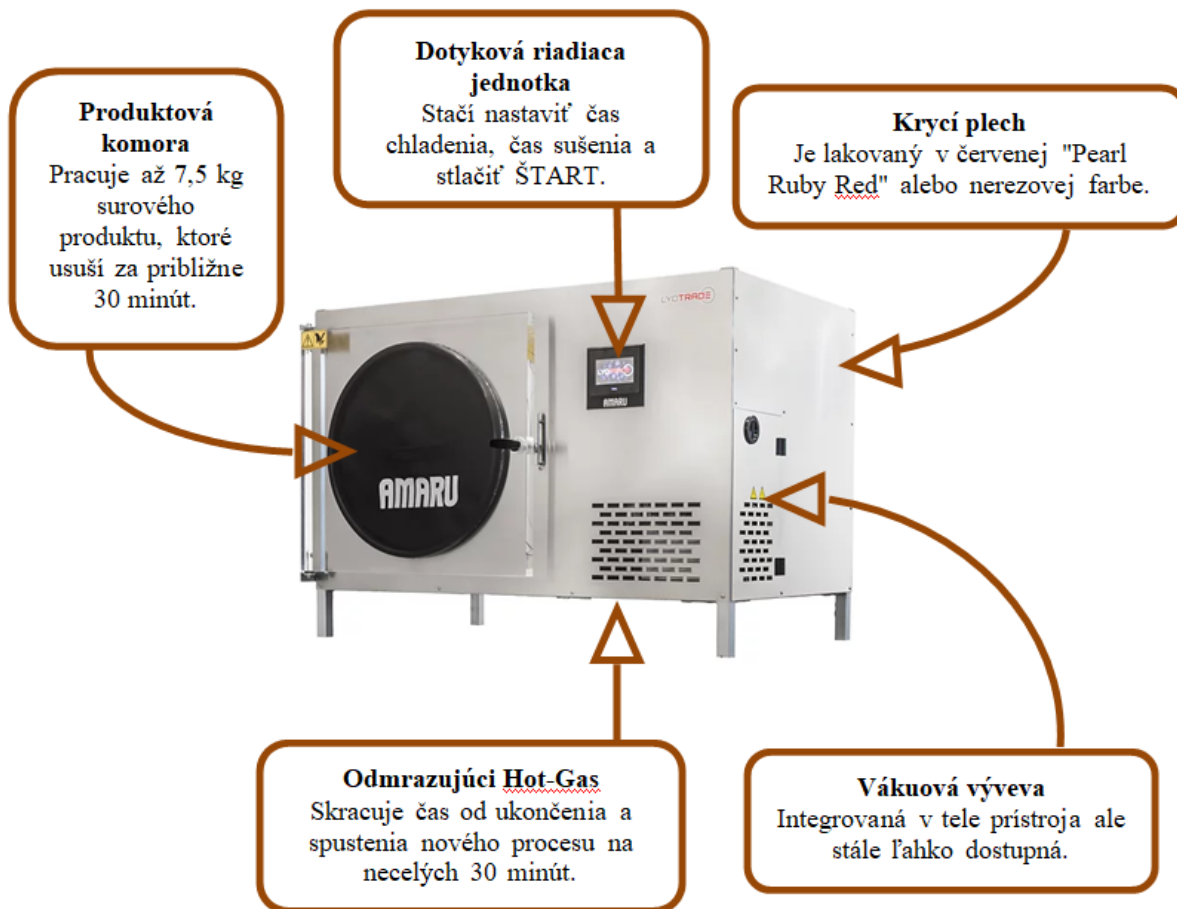 Dotyková riadiaca
jednotka
Stačí nastaviť čas
chladenia, čas sušenia a
stlačiť ŠTART.
Produktová
komora
Pracuje až 7,5 kg
surového
produktu, ktoré
usuší za približne
30 minút.
Krycí plech
Je lakovaný v červenej "Pearl
Ruby Red" alebo nerezovej farbe.
LYOTRADE
AMARU
AMARU
Odmrazujúci Hot-Gas
Skracuje čas od ukončenia a
spustenia nového procesu na
necelých 30 minút.
Vákuová výveva
Integrovaná v tele prístroja ale
stále ľahko dostupná.